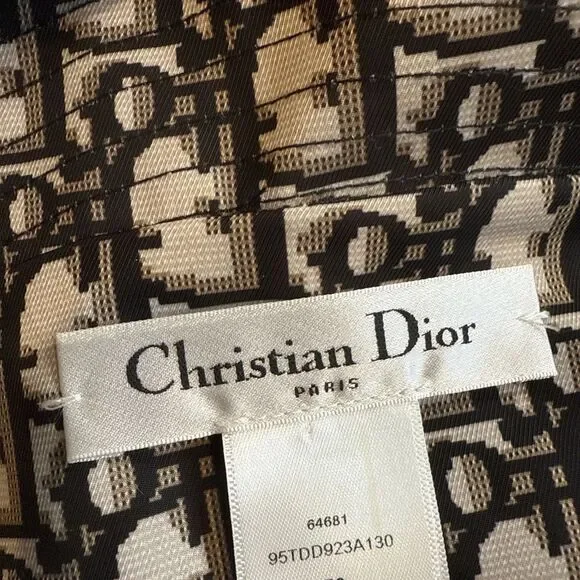 Christian Dior
PARIS
64681
95TDD923A130